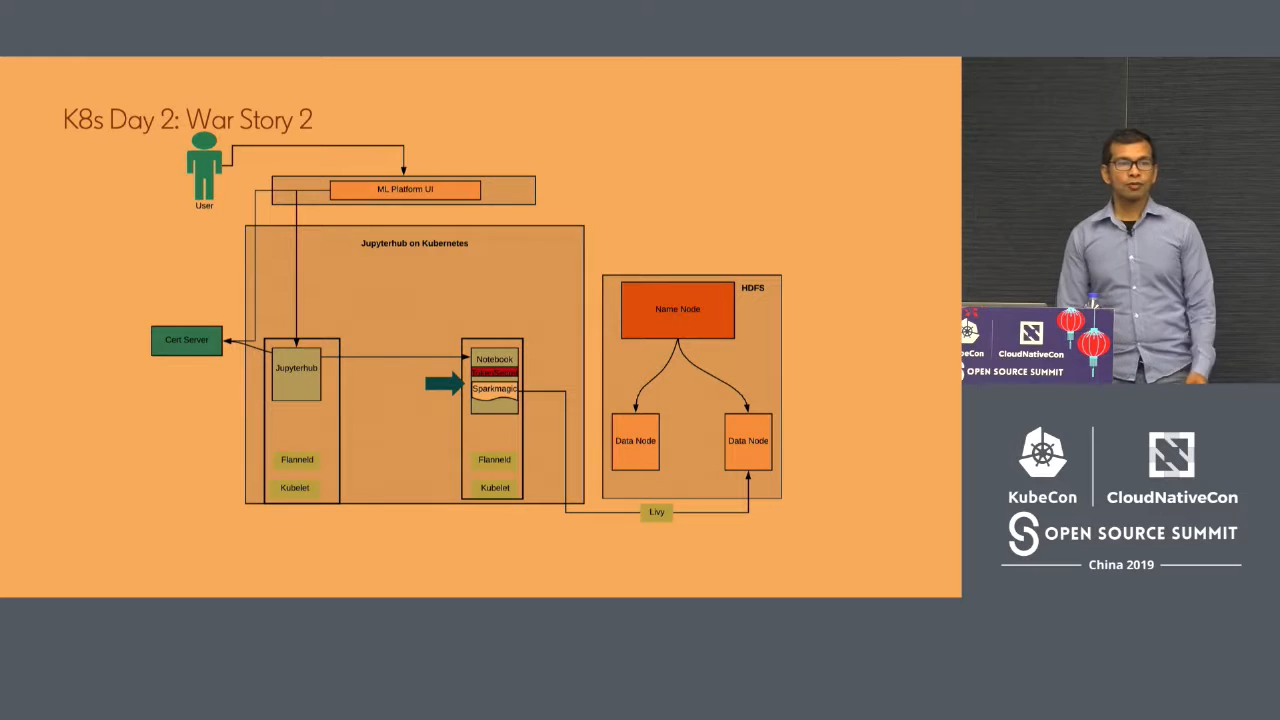 K8s Day 2: War Story 2
User
ML Platform UI
Jupyterhub on Kubernetes
HDFS
Name Node
Cert Server
Jupyterhub
Notebook
Sparkmagic
Data Node
Data Node
Flanneld
Flanneld
Kubelet
Kubelet
Livy
KubeCon
CloudNativeCon
OPEN SOURCE SUMMIT
KubeCon
CloudNativeCon
OPEN SOURCE SUMMIT
China 2019